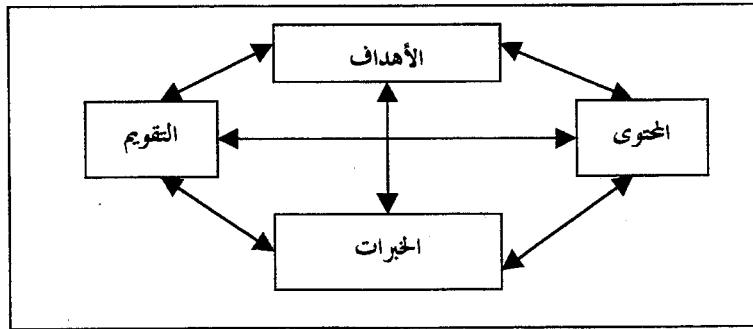 الأهداف
المحتوى
التقويم
الخبرات